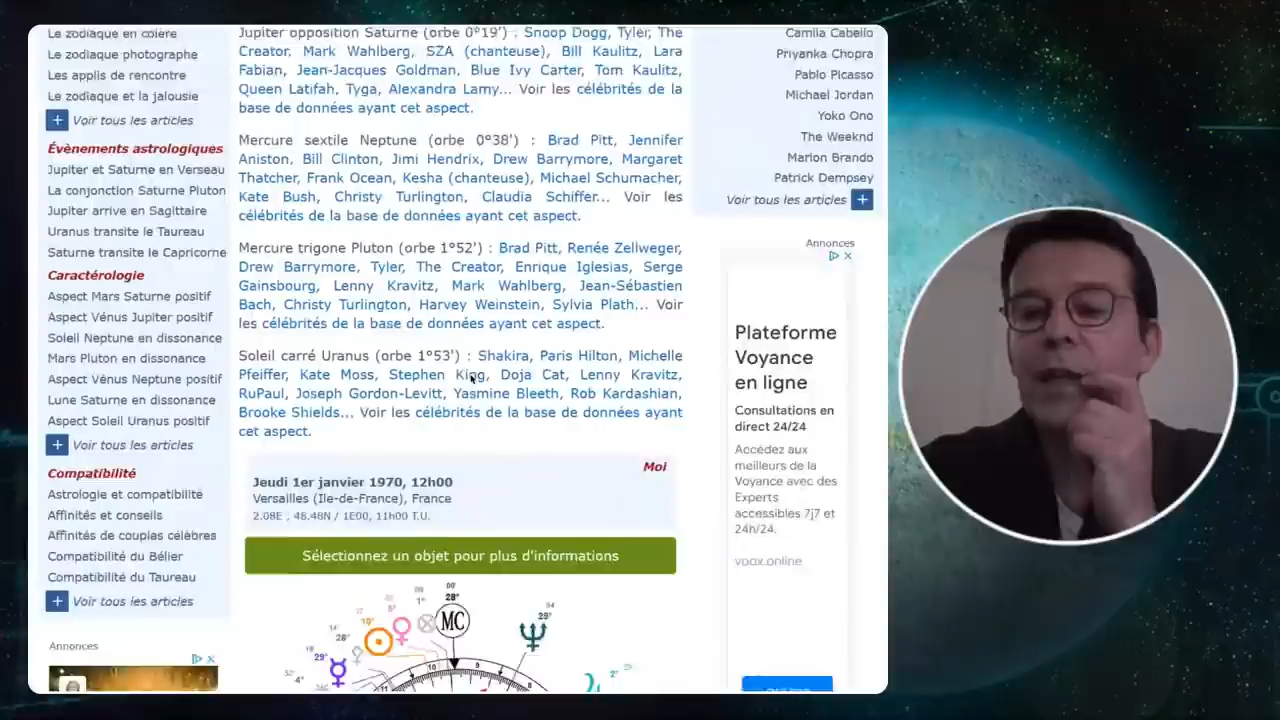 Le zodiaque en colère
Le zodiaque photographe
Les applis de rencontre
Le zodiaque et la jalousie
Voir tous les articles
Évènements astrologiques
Jupiter et Saturne en Verseau
La conjonction Saturne Pluton
Jupiter arrive en Sagittaire
Uranus transite le Taureau
Saturne transite le Capricorne
Caractérologie
Aspect Mars Saturne positif
Aspect Vénus Jupiter positif
Soleil Neptune en dissonance
Mars Pluton en dissonance
Aspect Vénus Neptune positif
Lune Saturne en dissonance
Aspect Soleil Uranus positif
Voir tous les articles
Compatibilité
Astrologie et compatibilité
Affinités et conseils
Affinités de couples célèbres
Compatibilité du Bélier
Compatibilité du Taureau
Voir tous les articles
Annonces
Jupiter opposition Saturne (orbe 0°19') : Snoop Dogg, Tyler, The
Creator, Mark Wahlberg, SZA (chanteuse), Bill Kaulitz, Lara
Fabian, Jean-Jacques Goldman, Blue Ivy Carter, Tom Kaulitz,
Queen Latifah, Tyga, Alexandra Lamy... Voir les célébrités de la
base de données ayant cet aspect.
Mercure sextile Neptune (orbe 0°38') : Brad Pitt, Jennifer
Aniston, Bill Clinton, Jimi Hendrix, Drew Barrymore, Margaret
Thatcher, Frank Ocean, Kesha (chanteuse), Michael Schumacher,
Kate Bush, Christy Turlington, Claudia Schiffer... Voir les
célébrités de la base de données ayant cet aspect.
Mercure trigone Pluton (orbe 1°52') : Brad Pitt, Renée Zellweger,
Drew Barrymore, Tyler, The Creator, Enrique Iglesias, Serge
Gainsbourg, Lenny Kravitz, Mark Wahlberg, Jean-Sébastien
Bach, Christy Turlington, Harvey Weinstein, Sylvia Plath... Voir
les célébrités de la base de données ayant cet aspect.
Soleil carré Uranus (orbe 1°53') : Shakira, Paris Hilton, Michelle
Pfeiffer, Kate Moss, Stephen King, Doja Cat, Lenny Kravitz,
RuPaul, Joseph Gordon-Levitt, Yasmine Bleeth, Rob Kardashian,
Brooke Shields... Voir les célébrités de la base de données ayant
cet aspect.
Moi
Jeudi 1er janvier 1970, 12h00
Versailles (Ile-de-France), France
2.08E , 48.48N / 1E00, 11h00 T.U.
Sélectionnez un objet pour plus d'informations
00'
28°
MC
29°
28°
29°
10
9
Camila Cabello
Priyanka Chopra
Pablo Picasso
Michael Jordan
Yoko Ono
The Weeknd
Marlon Brando
Patrick Dempsey
Voir tous les articles
Annonces
Plateforme
Voyance
en ligne
Consultations en
direct 24/24
Accédez aux
meilleurs de la
Voyance avec des
Experts
accessibles 7j7 et
24h/24.